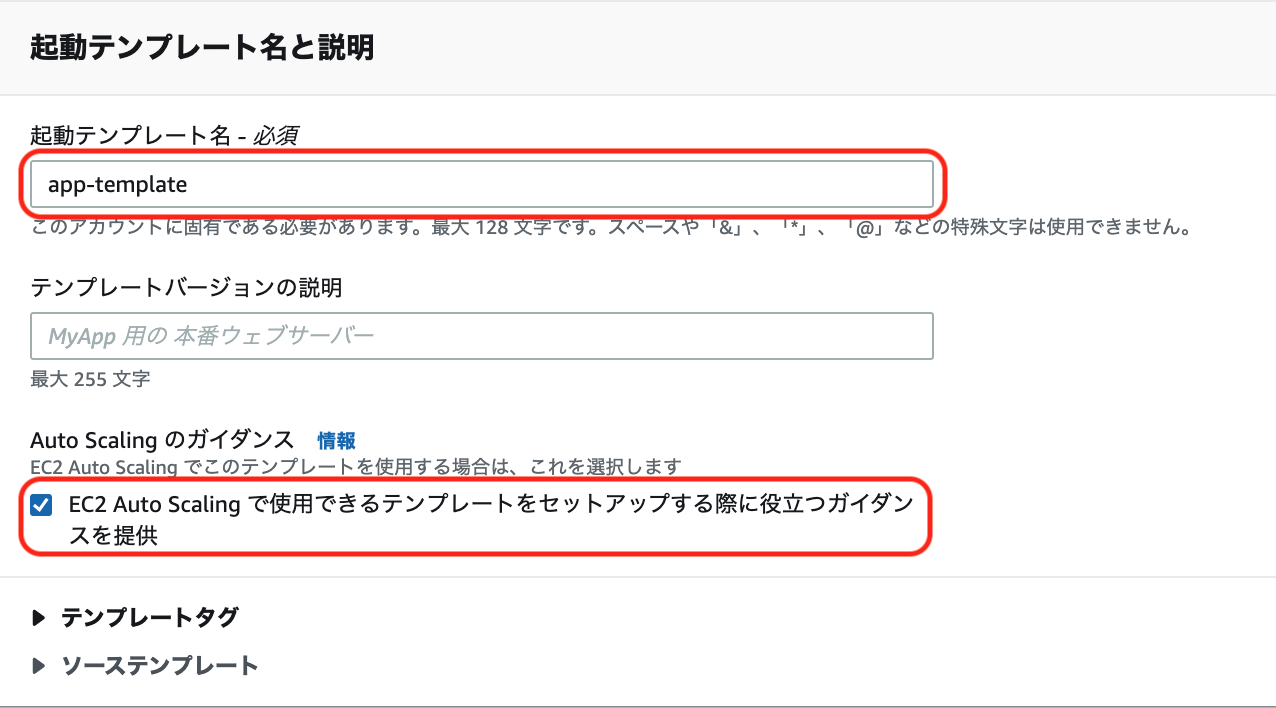 起動テンプレート名と説明
起動テンプレート名 - 必須
app-template
このアカウントに固有である必要があります。最大 128 文字です。スペースや「&」、「*」、「@」などの特殊文字は使用できません。
テンプレートバージョンの説明
MyApp 用の 本番ウェブサーバー
最大 255 文字
Auto Scaling のガイダンス 情報
EC2 Auto Scaling でこのテンプレートを使用する場合は、これを選択します
EC2 Auto Scaling で使用できるテンプレートをセットアップする際に役立つガイダン
スを提供
テンプレートタグ
ソーステンプレート